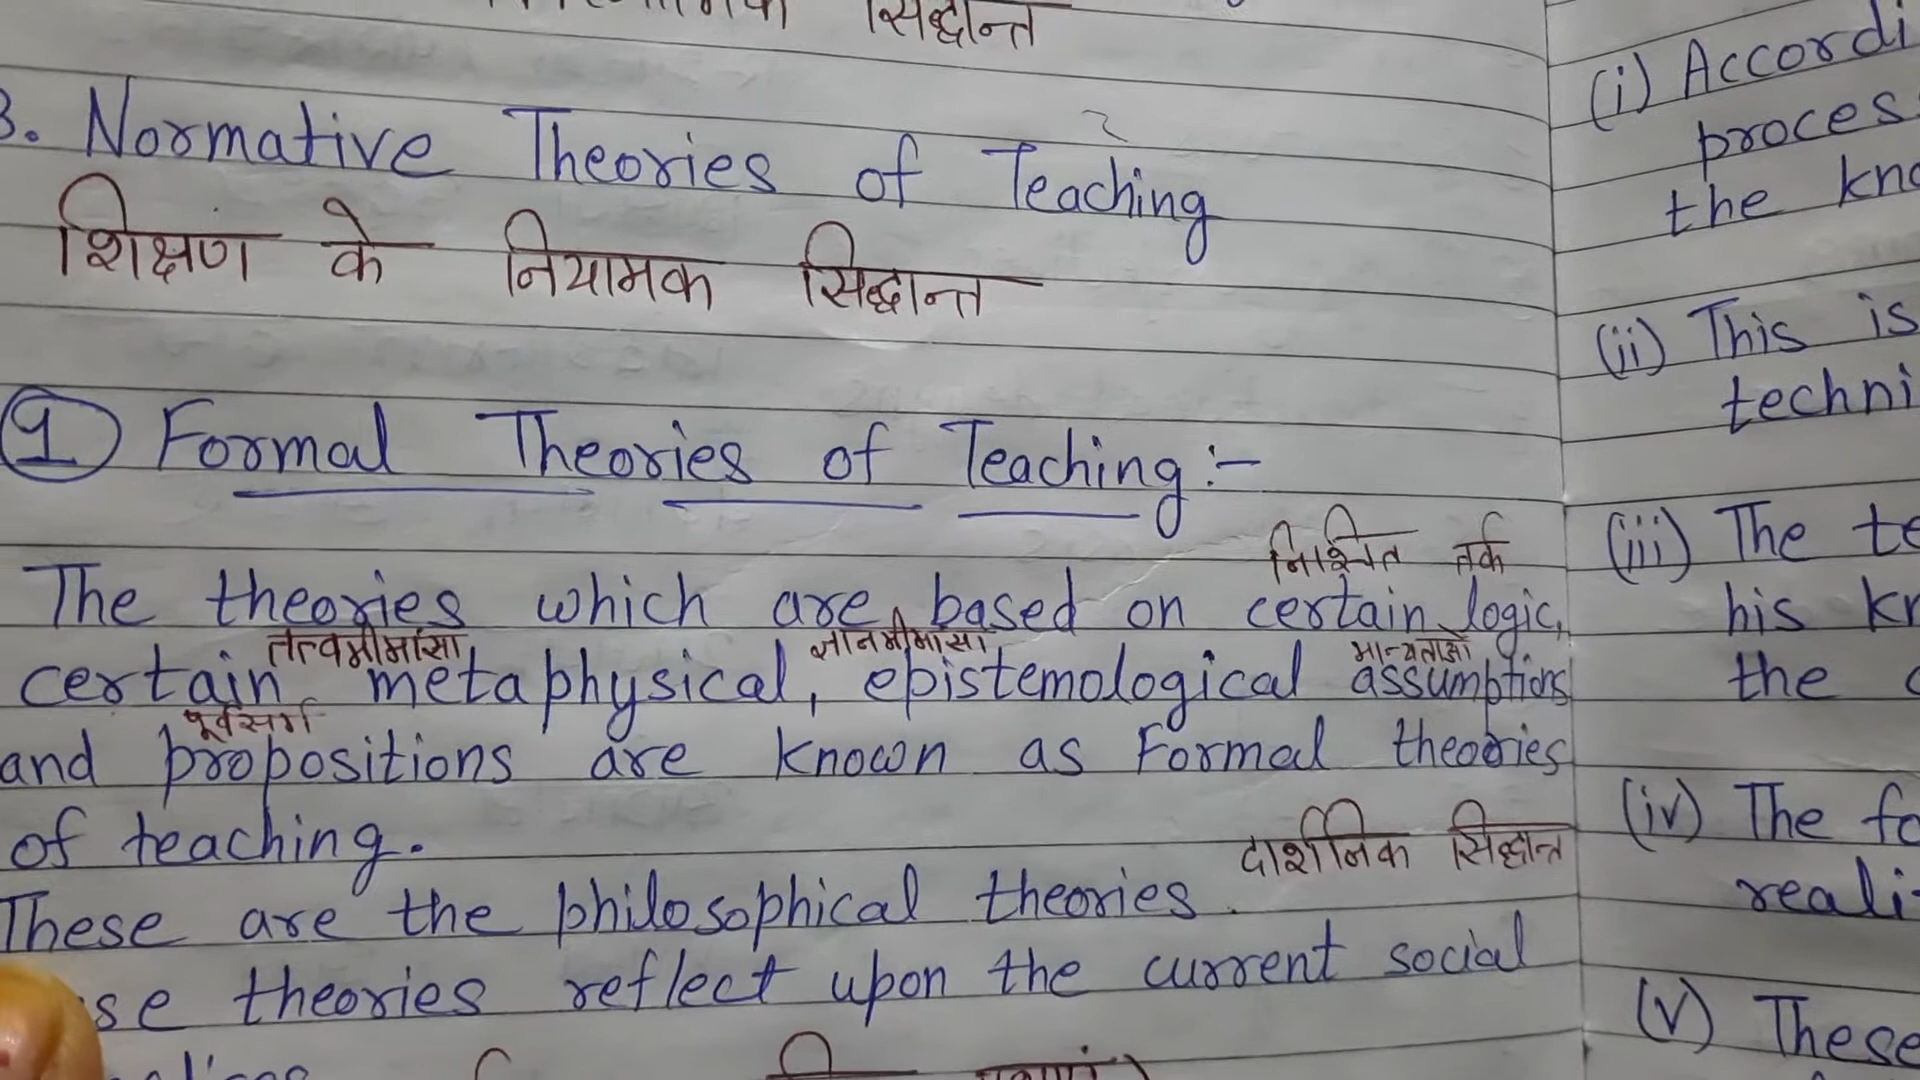 सिद्धान्त
3. Normative Theories of Teaching
शिक्षण के नियामक सिद्धान्त
1 Formal Theories of Teaching :-
निश्चित तर्क
The theories which are based on certain logic,
तत्वमीमांसा ज्ञानमीमांसा मान्यताओं
certain metaphysical, epistemological assumptions
पूर्वसर्ग
and propositions are known as Formal theories
of teaching.
दार्शनिक सिद्धान्त
These are the philosophical theories.
se theories reflect upon the current social
(i) Accordi
proces
the kno
(ii) This is
techni
(iii) The te
his kn
the
(iv) The fo
reali
(v) These